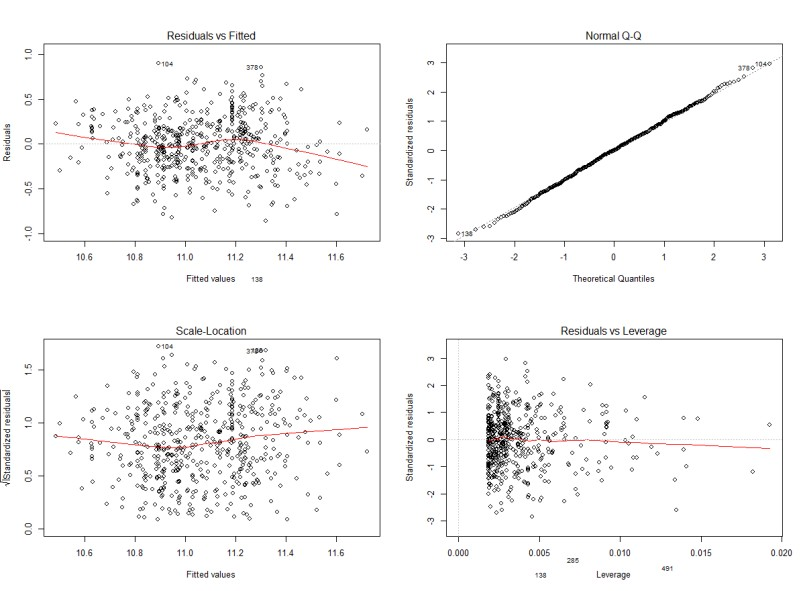 Residuals vs Fitted
Residuals
1.0
0.5
0.0
-0.5
-1.0
104
378
10.6 10.8 11.0 11.2 11.4 11.6
Fitted values
138
Normal Q-Q
Standardized residuals
3
2
1
0
-1
-2
-3
378
104
138
-3 -2 -1 0 1 2 3
Theoretical Quantiles
Scale-Location
√|Standardized residuals|
1.5
1.0
0.5
0.0
104
10.6 10.8 11.0 11.2 11.4 11.6
Fitted values
Residuals vs Leverage
Standardized residuals
3
2
1
0
-1
-2
-3
0.000 0.005 0.010 0.015 0.020
285
138
491
Leverage